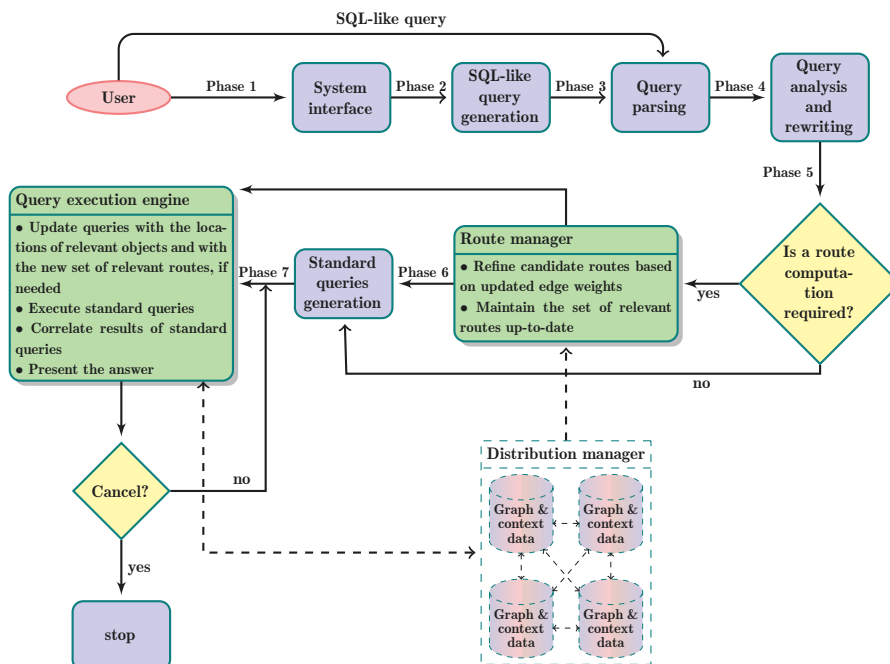 SQL-like query
User
Phase 1
System
interface
Phase 2
SQL-like
query
generation
Phase 3
Query
parsing
Phase 4
Query
analysis
and
rewriting
Phase 5
Is a route
computa-
tion
required?
yes
no
Route manager
● Refine candidate routes based
on updated edge weights
● Maintain the set of relevant
routes up-to-date
Phase 6
Standard
queries
generation
Phase 7
Query execution engine
● Update queries with the loca-
tions of relevant objects and with
the new set of relevant routes, if
needed
● Execute standard queries
● Correlate results of standard
queries
● Present the answer
Cancel?
no
yes
stop
Distribution manager
Graph &
context
data
Graph &
context
data
Graph &
context
data
Graph &
context
data